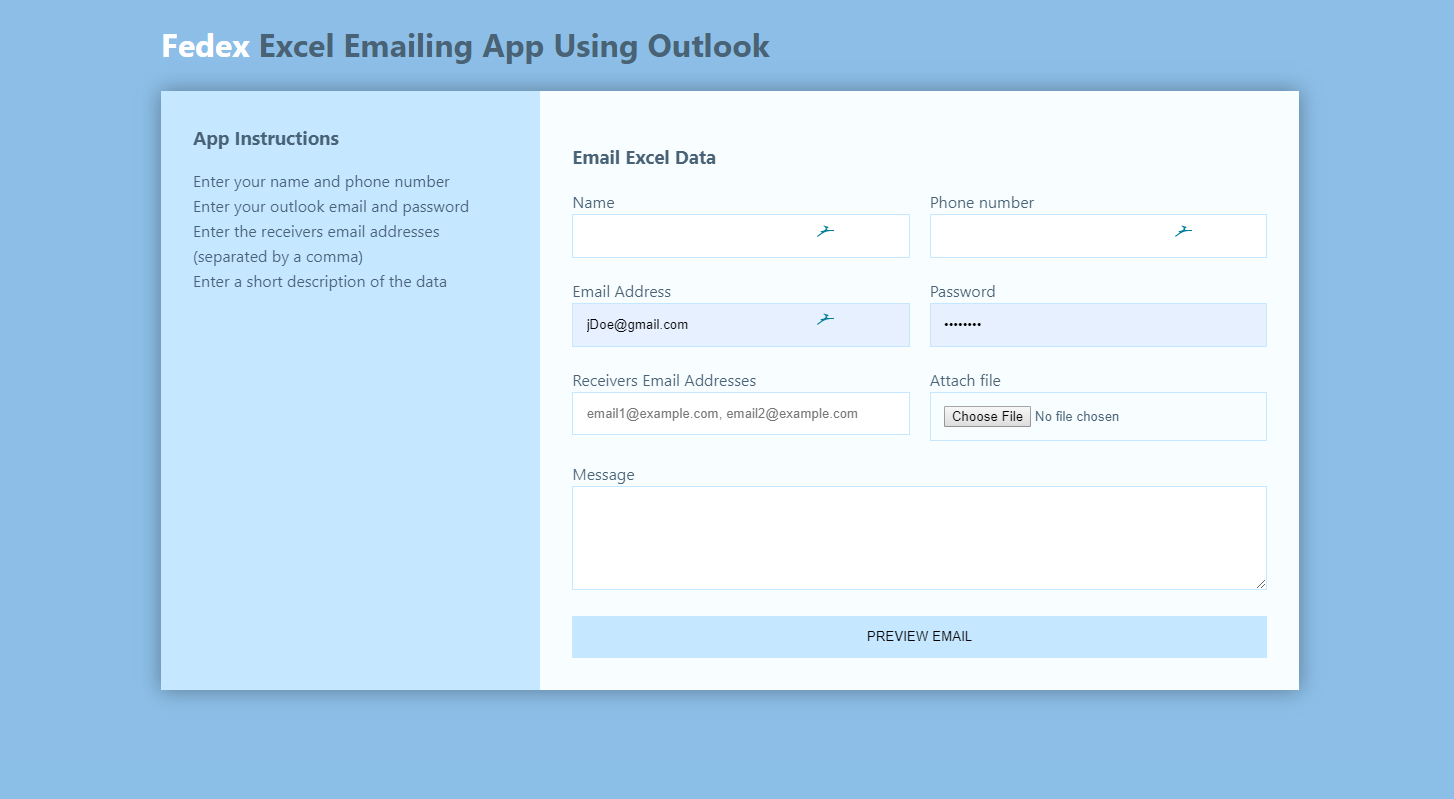 Fedex Excel Emailing App Using Outlook
App Instructions
Enter your name and phone number
Enter your outlook email and password
Enter the receivers email addresses
(separated by a comma)
Enter a short description of the data
Email Excel Data
Name
Phone number
Email Address
jDoe@gmail.com
Password
••••••••
Receivers Email Addresses
email1@example.com, email2@example.com
Attach file
Choose File No file chosen
Message
PREVIEW EMAIL